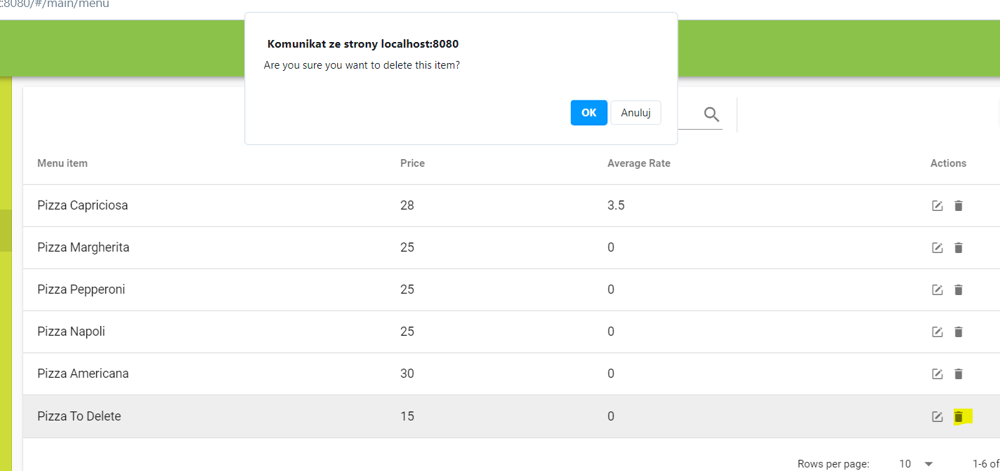 :8080/#/main/menu
Komunikat ze strony localhost:8080
Are you sure you want to delete this item?
OK Anuluj
Menu item Price Average Rate Actions
Pizza Capriciosa 28 3.5
Pizza Margherita 25 0
Pizza Pepperoni 25 0
Pizza Napoli 25 0
Pizza Americana 30 0
Pizza To Delete 15 0
Rows per page: 10 1-6 of